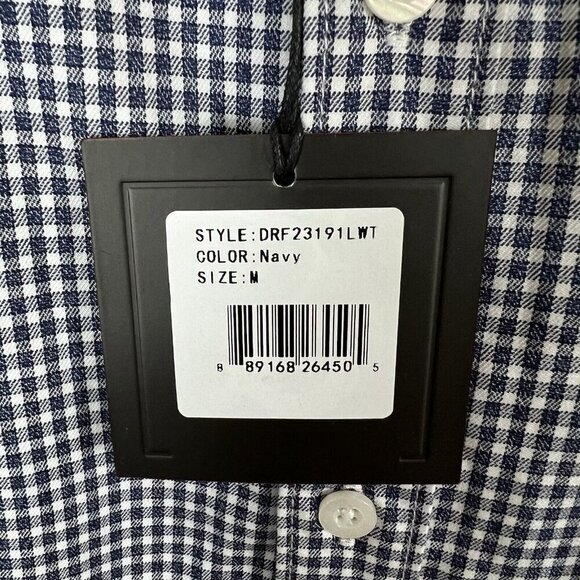 STYLE:DRF23191LWT
COLOR:Navy
SIZE:M
8 89168 26450 5